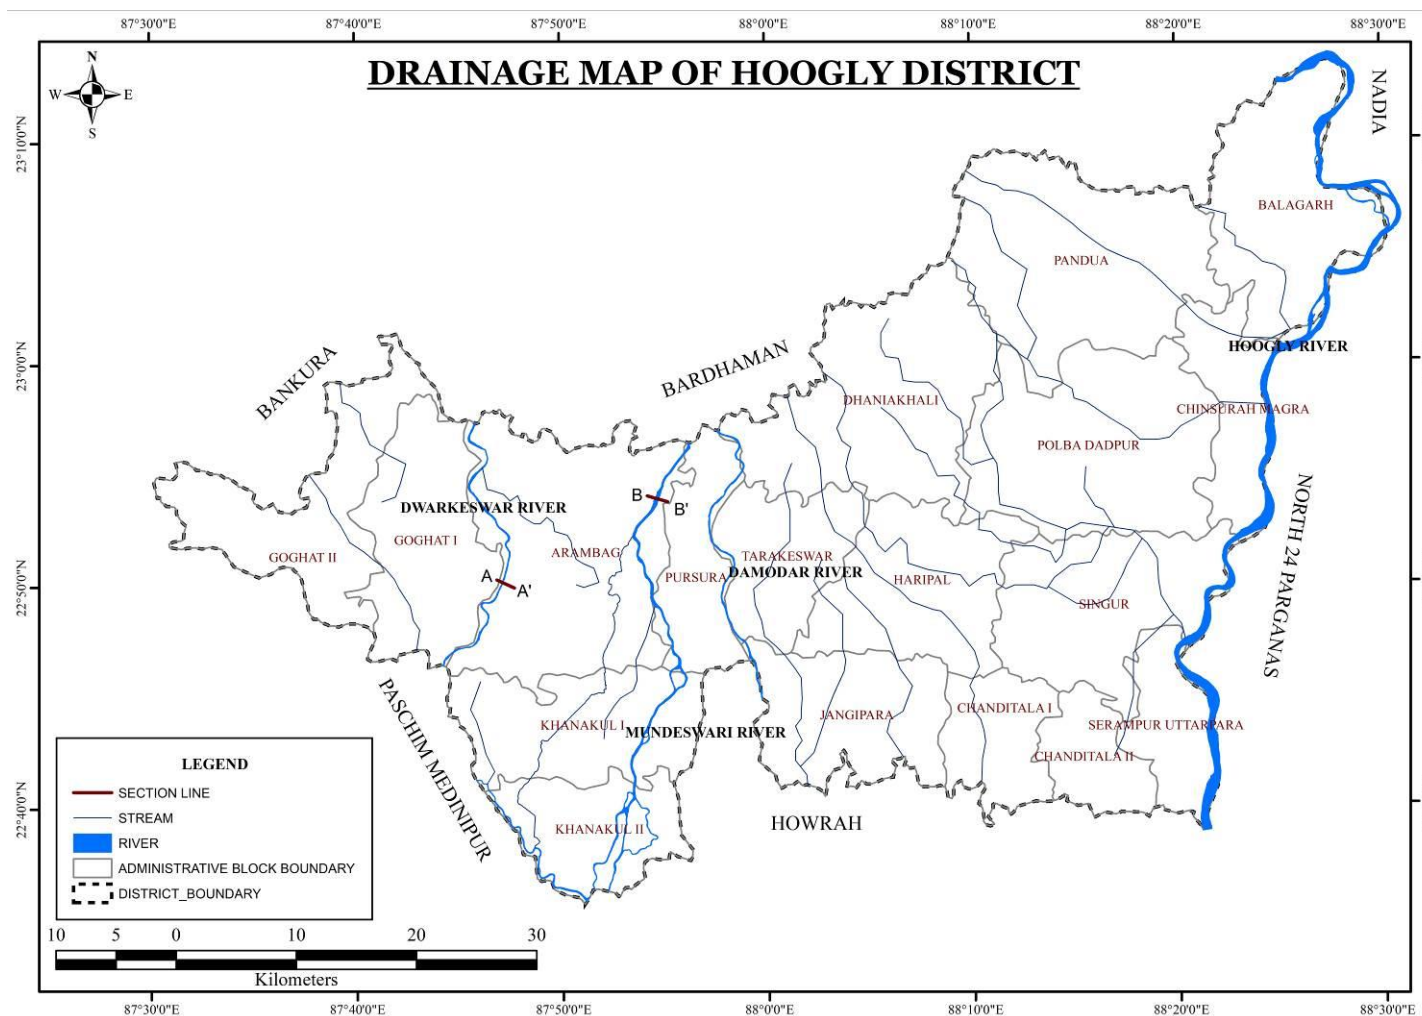 87°30'0"E 87°40'0"E 87°50'0"E 88°0'0"E 88°10'0"E 88°20'0"E 88°30'0"E
DRAINAGE MAP OF HOOGLY DISTRICT
N
W E
S
NADIA
23°10'0"N
BALAGARH
PANDUA
HOOGLY RIVER
23°0'0"N
BANKURA
BARDHAMAN
DHANIAKHALI
CHINSURAH MAGRA
POLBA DADPUR
NORTH 24 PARGANAS
B
B'
DWARKESWAR RIVER
GOGHAT I
GOGHAT II
ARAMBAG
TARAKESWAR
PURSURA
DAMODAR RIVER
HARIPAL
A
A'
22°50'0"N
SINGUR
PASCHIM MEDINIPUR
KHANAKUL I
MUNDESWARI RIVER
JANGIPARA
CHANDITALA I
SERAMPUR UTTARPARA
CHANDITALA II
22°40'0"N
HOWRAH
KHANAKUL II
LEGEND
SECTION LINE
STREAM
RIVER
ADMINISTRATIVE BLOCK BOUNDARY
DISTRICT_BOUNDARY
10 5 0 10 20 30
Kilometers
87°30'0"E 87°40'0"E 87°50'0"E 88°0'0"E 88°10'0"E 88°20'0"E 88°30'0"E